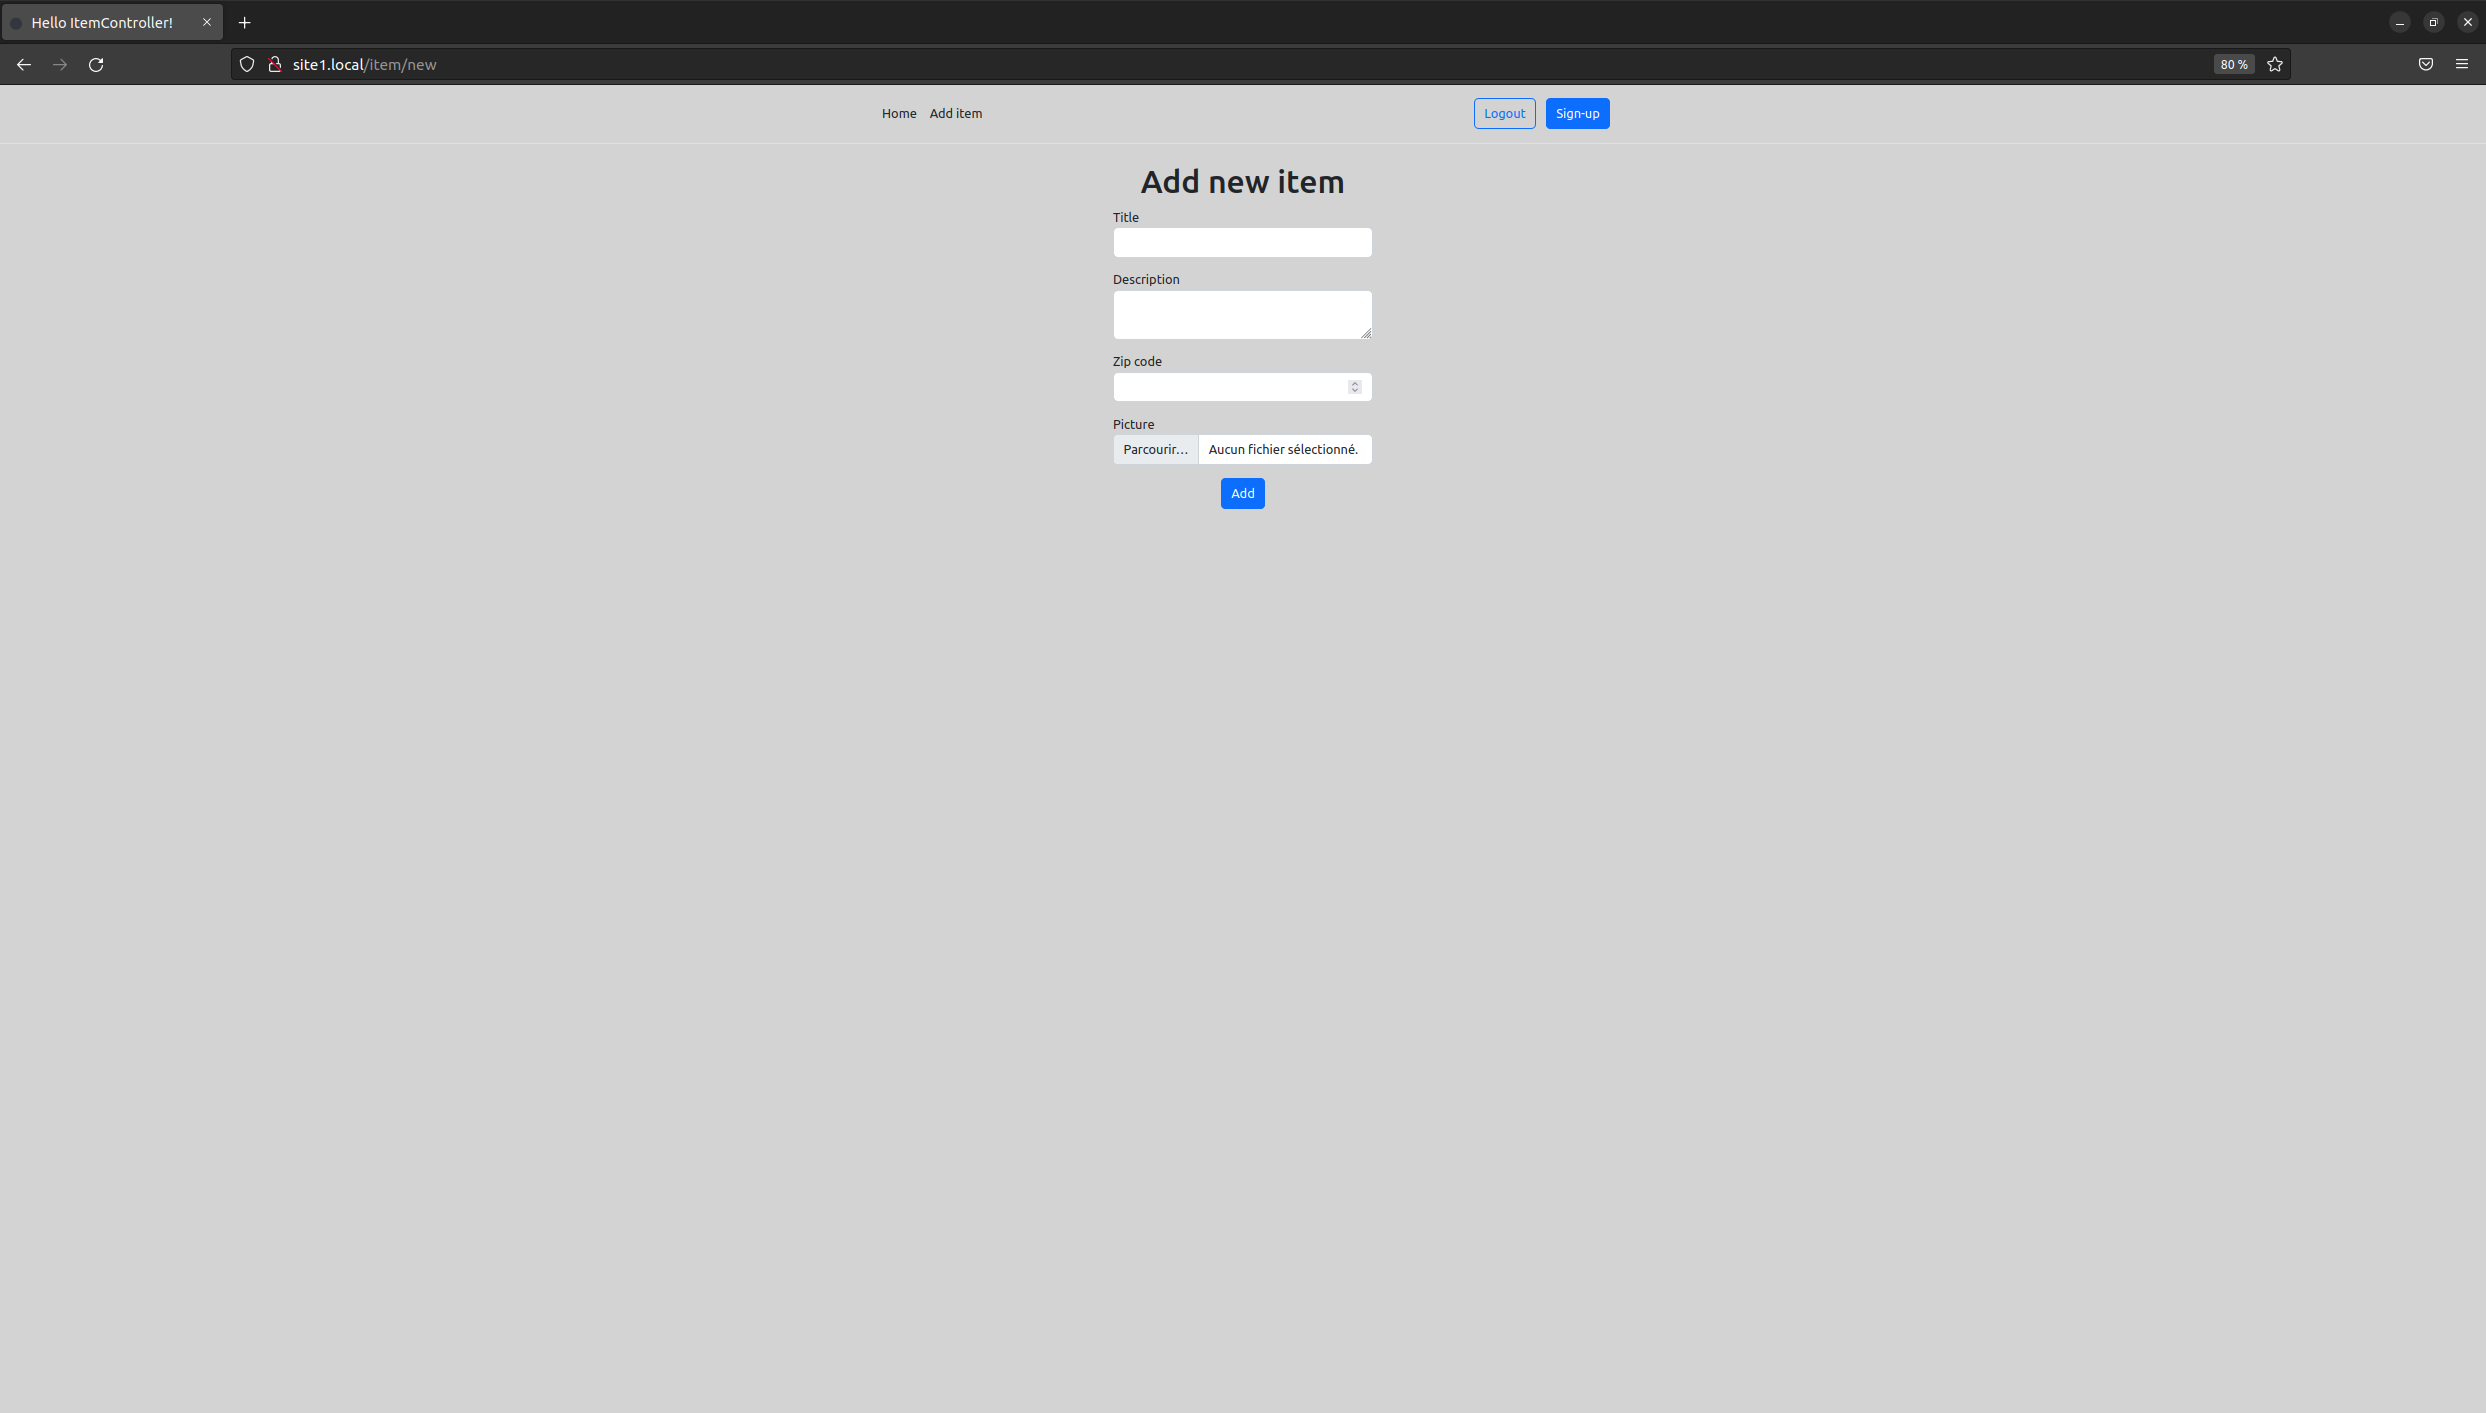 Hello ItemController!
site1.local/item/new
80 %
Home Add item Logout Sign-up
Add new item
Title
Description
Zip code
Picture
Parcourir... Aucun fichier sélectionné.
Add